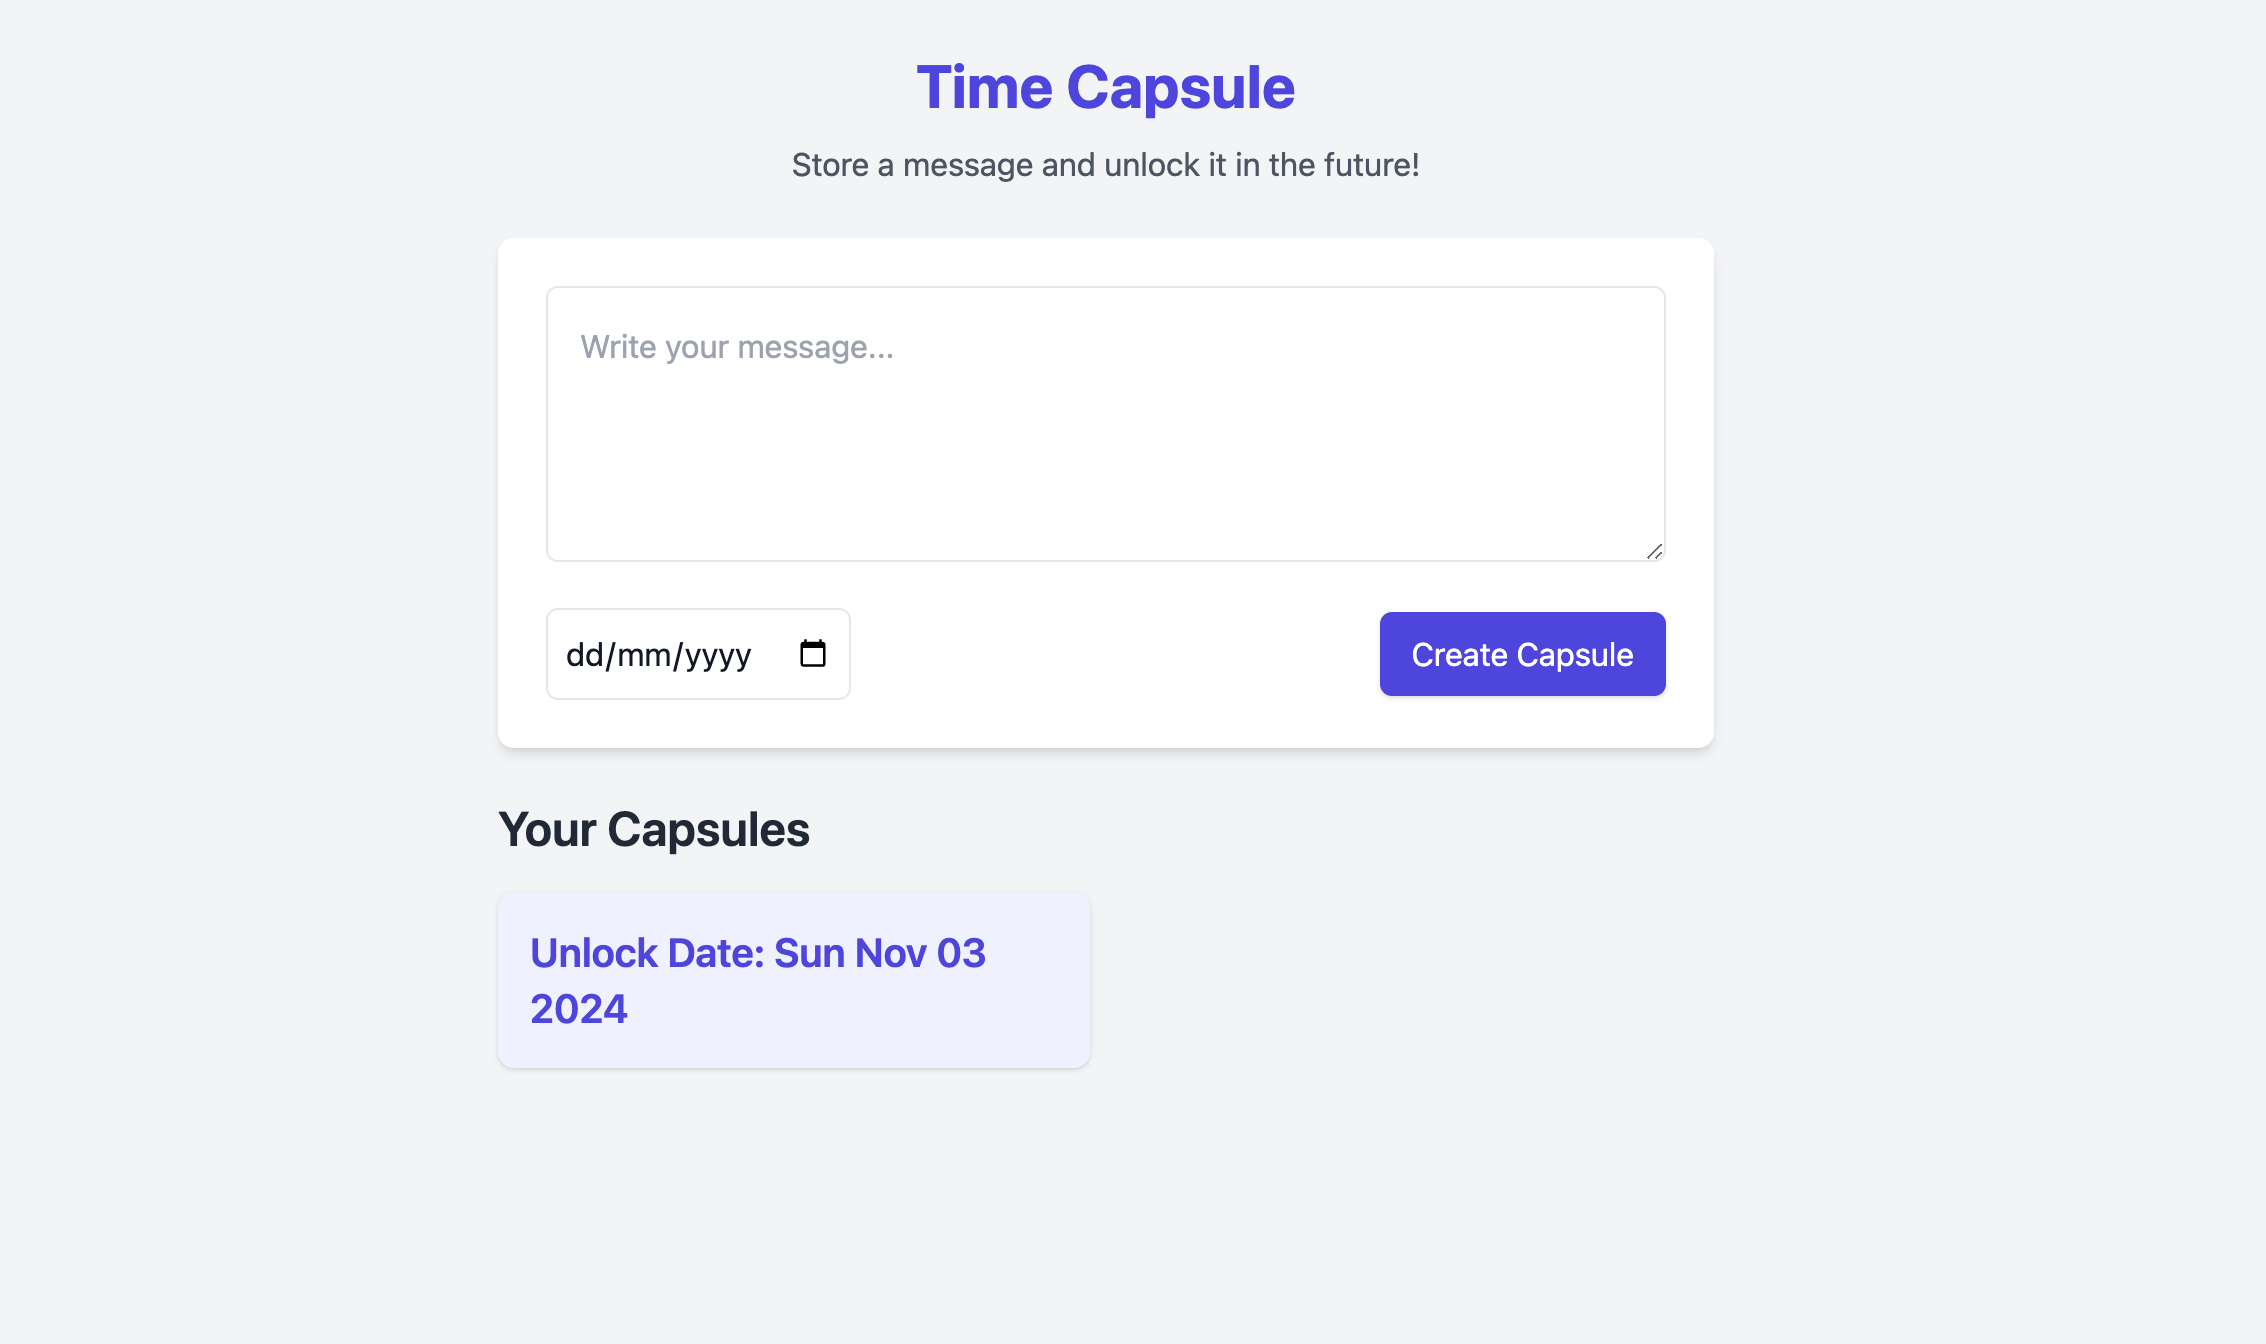 Time Capsule
Store a message and unlock it in the future!
Write your message...
dd/mm/yyyy
Create Capsule
Your Capsules
Unlock Date: Sun Nov 03
2024